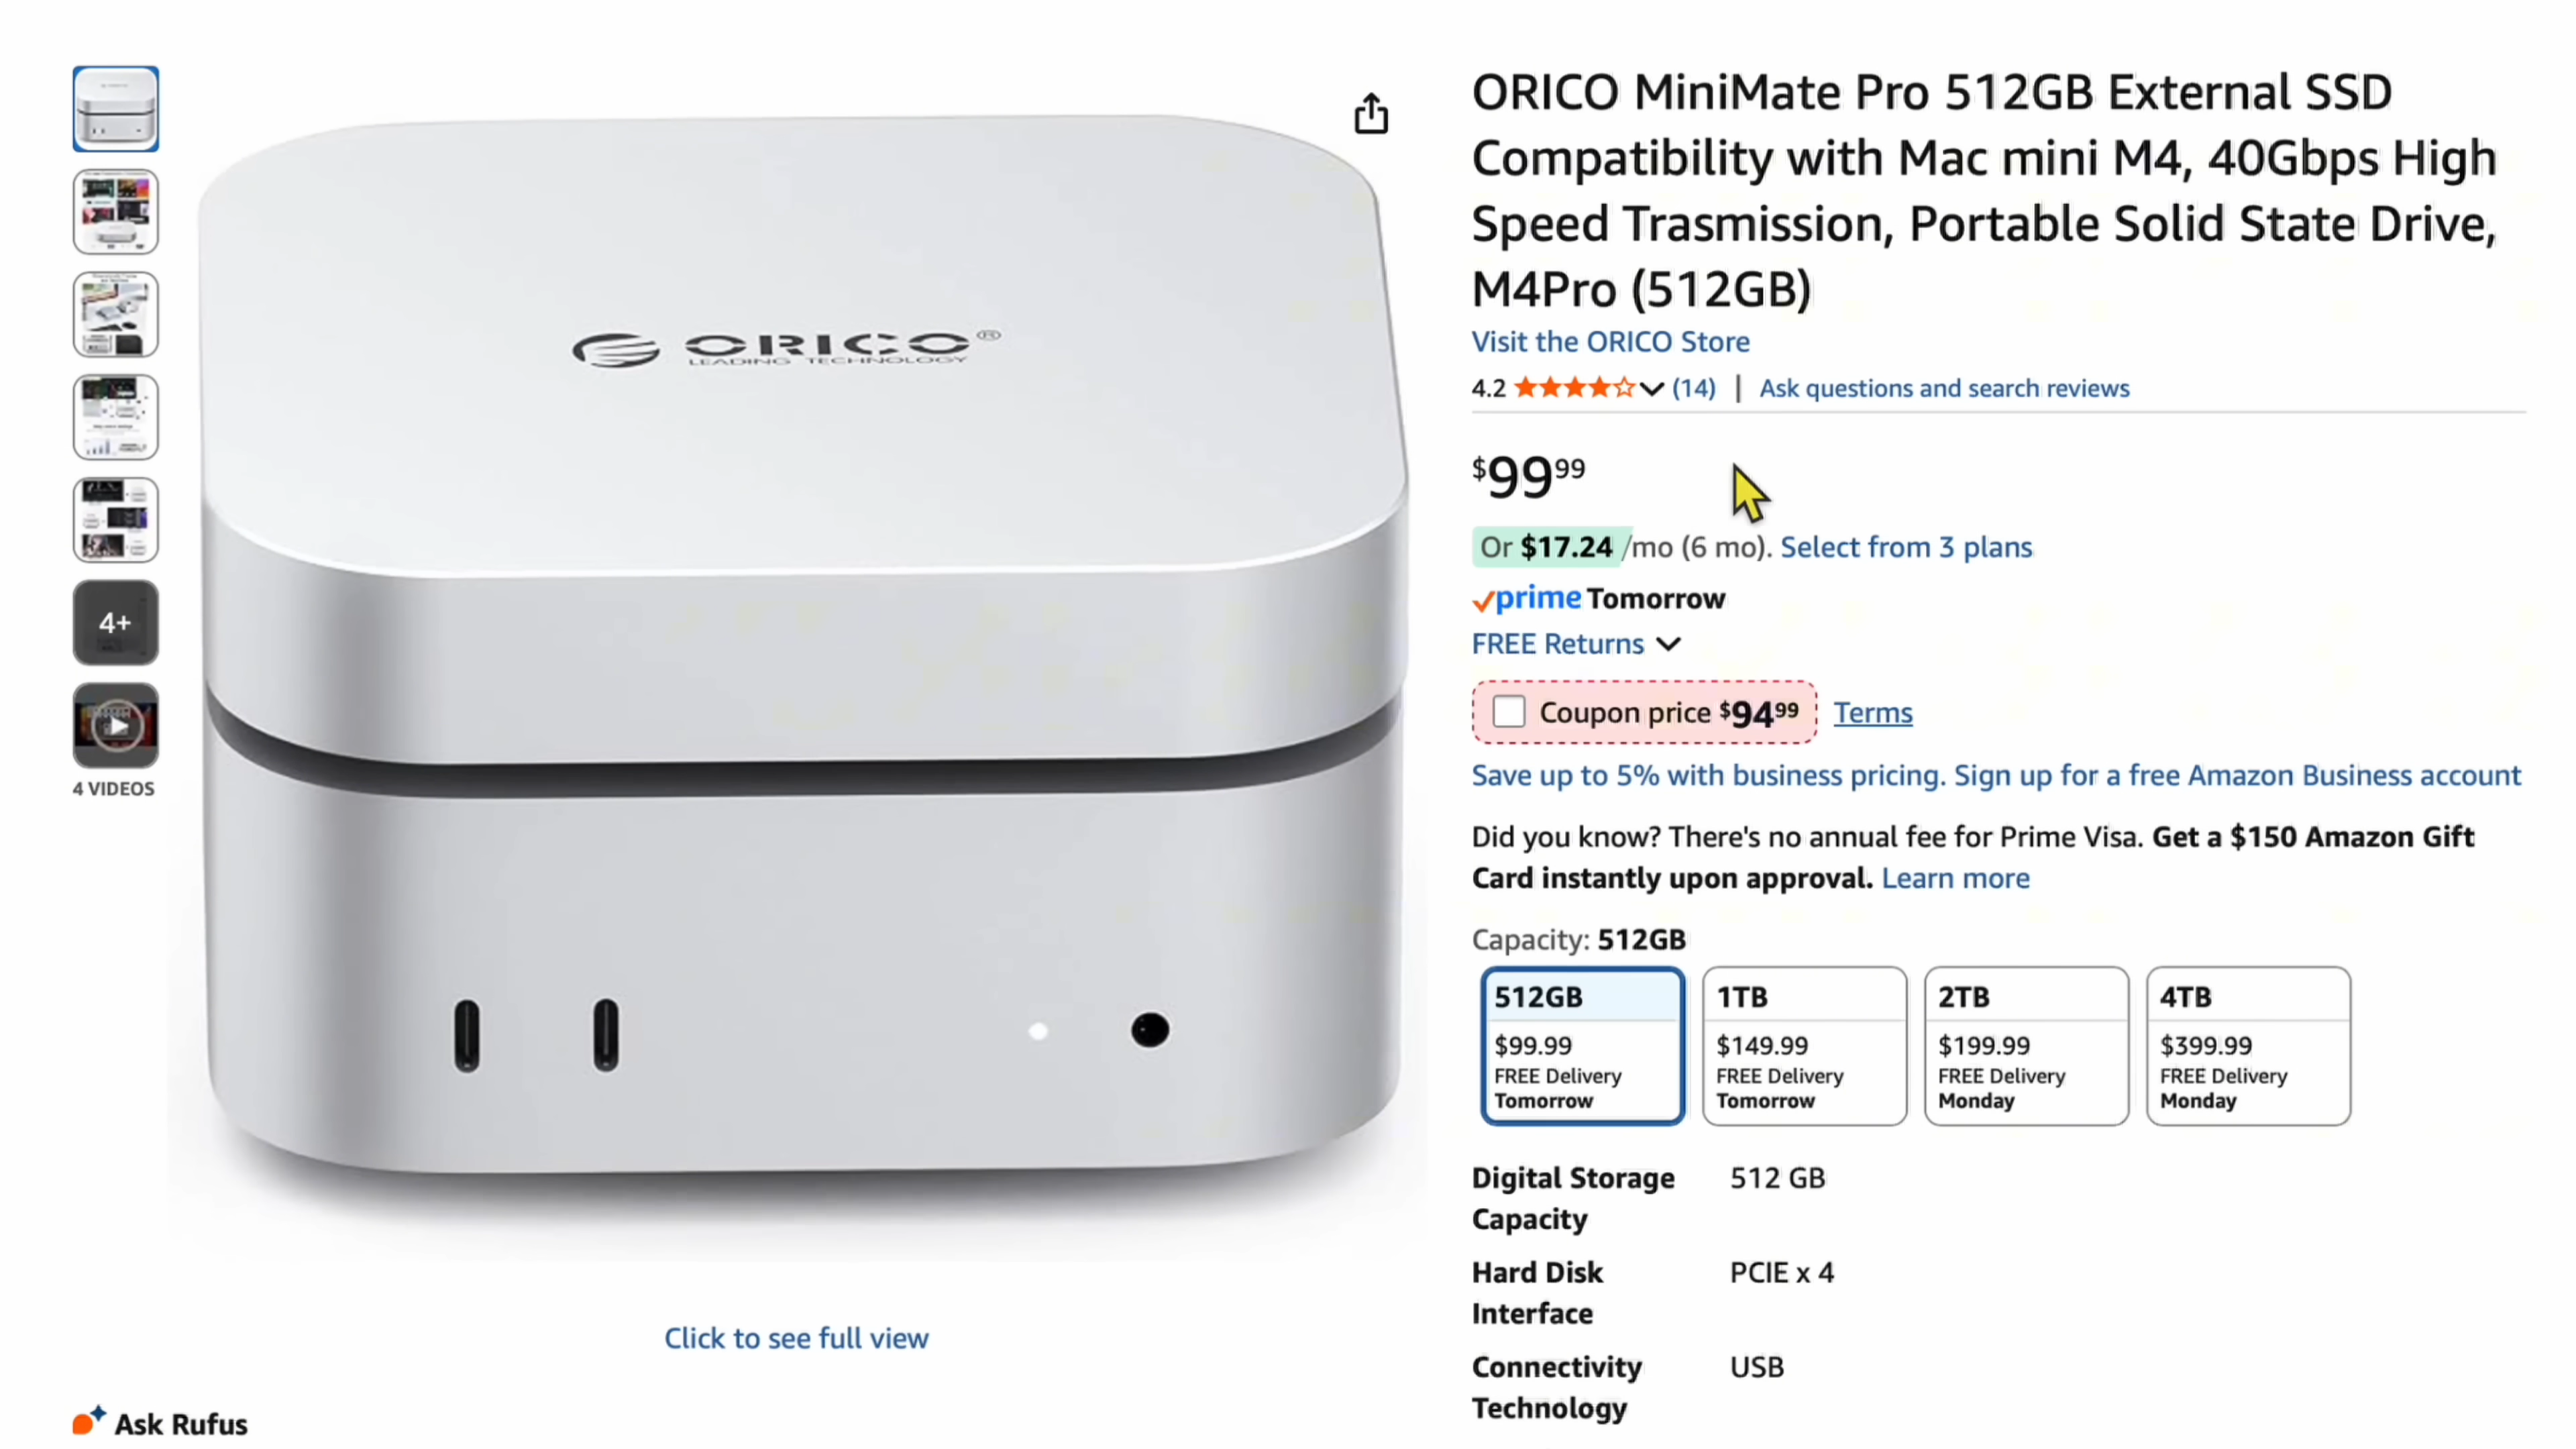 ORICO MiniMate Pro 512GB External SSD
Compatibility with Mac mini M4, 40Gbps High
Speed Trasmission, Portable Solid State Drive,
M4Pro (512GB)
Visit the ORICO Store
4.2 (14) | Ask questions and search reviews
$99.99
Or $17.24 /mo (6 mo). Select from 3 plans
prime Tomorrow
FREE Returns
Coupon price $94.99 Terms
Save up to 5% with business pricing. Sign up for a free Amazon Business account
Did you know? There's no annual fee for Prime Visa. Get a $150 Amazon Gift
Card instantly upon approval. Learn more
Capacity: 512GB
512GB 1TB 2TB 4TB
$99.99 $149.99 $199.99 $399.99
FREE Delivery FREE Delivery FREE Delivery FREE Delivery
Tomorrow Tomorrow Monday Monday
Digital Storage 512 GB
Capacity
Hard Disk PCIE x 4
Interface
Connectivity USB
Technology
ORICO®
LEADING TECHNOLOGY
4+
4 VIDEOS
Click to see full view
Ask Rufus